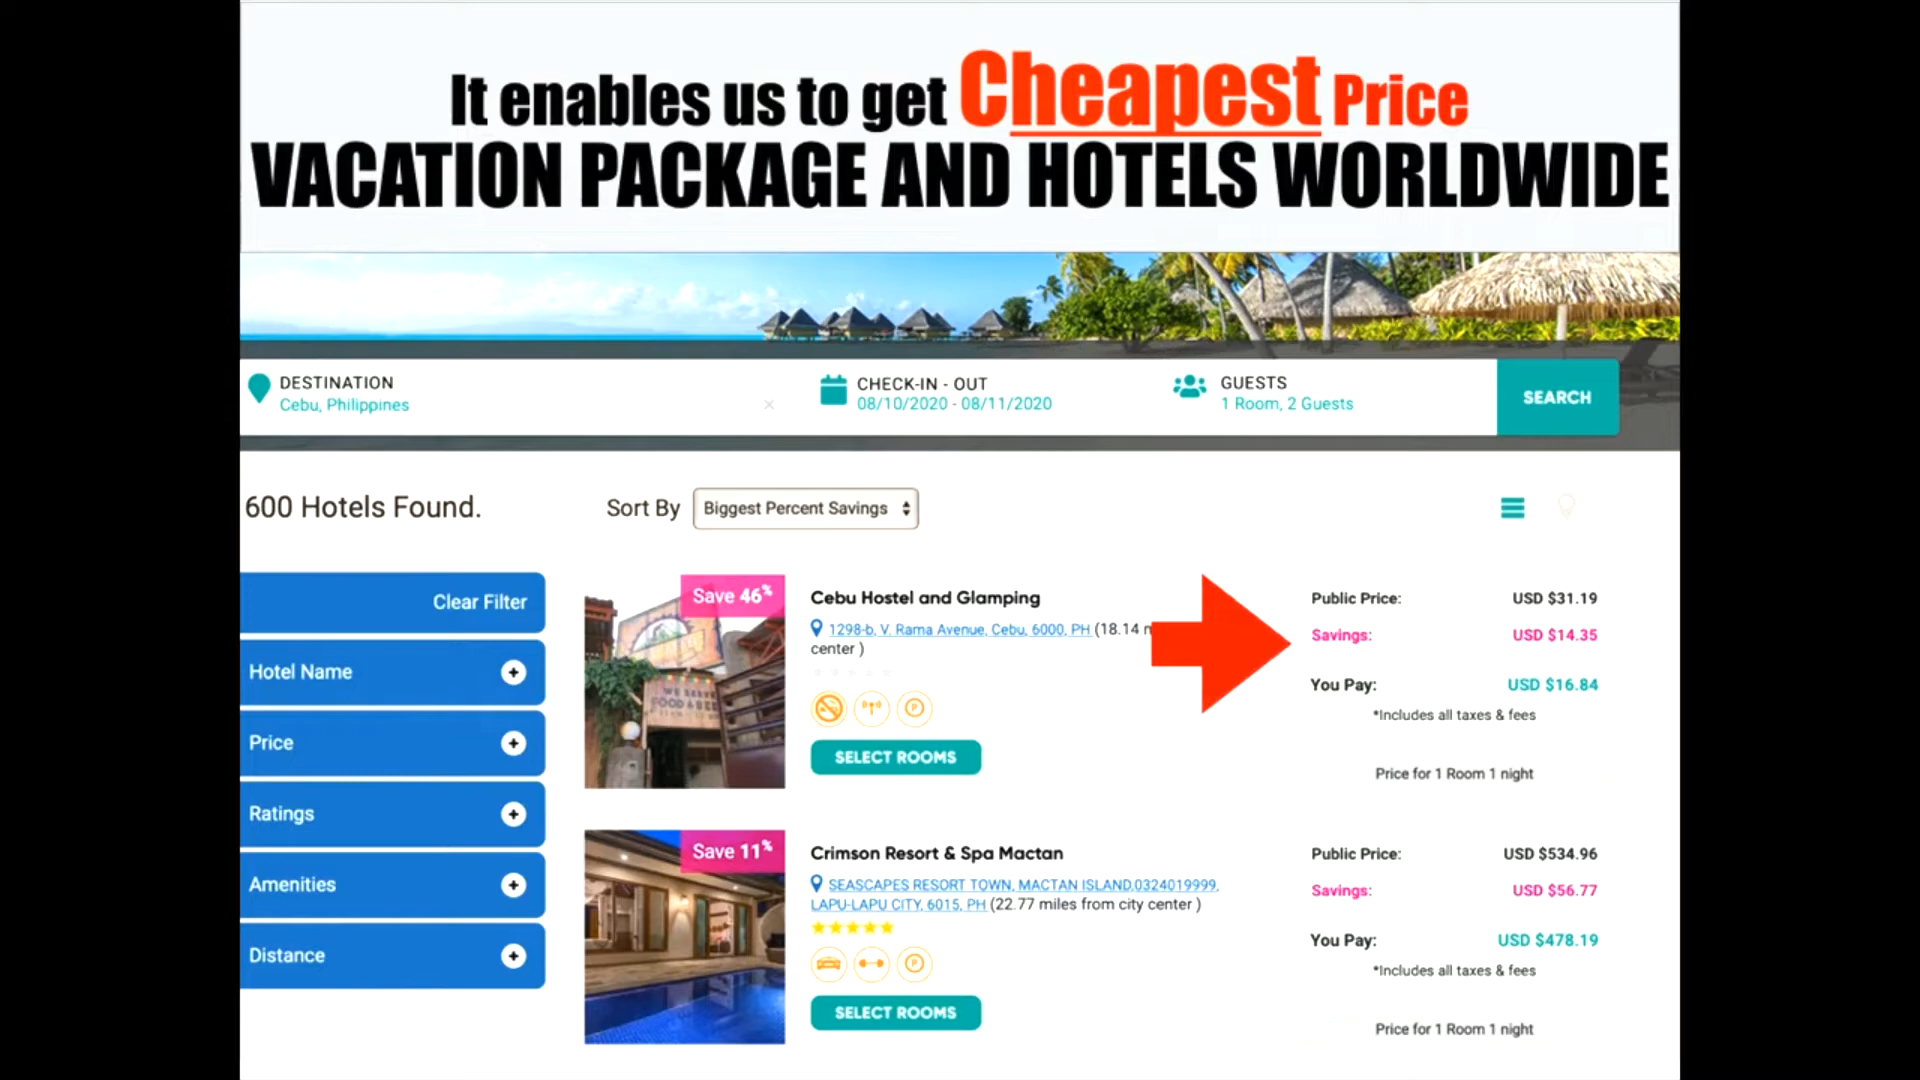 It enables us to get Cheapest Price
VACATION PACKAGE AND HOTELS WORLDWIDE
DESTINATION
Cebu, Philippines
CHECK-IN - OUT
08/10/2020 - 08/11/2020
GUESTS
1 Room, 2 Guests
SEARCH
600 Hotels Found.
Sort By
Biggest Percent Savings
Clear Filter
Hotel Name
Price
Ratings
Amenities
Distance
Save 46%
Cebu Hostel and Glamping
1298-b, V. Rama Avenue, Cebu, 6000, PH (18.14
center )
WE SERVE
SELECT ROOMS
Public Price: USD $31.19
Savings: USD $14.35
You Pay: USD $16.84
*Includes all taxes & fees
Price for 1 Room 1 night
Save 11%
Crimson Resort & Spa Mactan
SEASCAPES RESORT TOWN, MACTAN ISLAND,0324019999,
LAPU-LAPU CITY, 6015, PH (22.77 miles from city center )
SELECT ROOMS
Public Price: USD $534.96
Savings: USD $56.77
You Pay: USD $478.19
*Includes all taxes & fees
Price for 1 Room 1 night